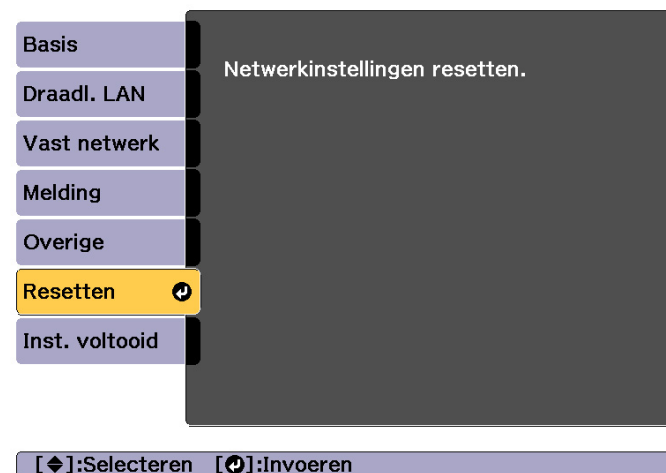 Basis
Netwerkinstellingen resetten.
Draadl. LAN
Vast netwerk
Melding
Overige
Resetten
Inst. voltooid
[◆]:Selecteren [↵]:Invoeren